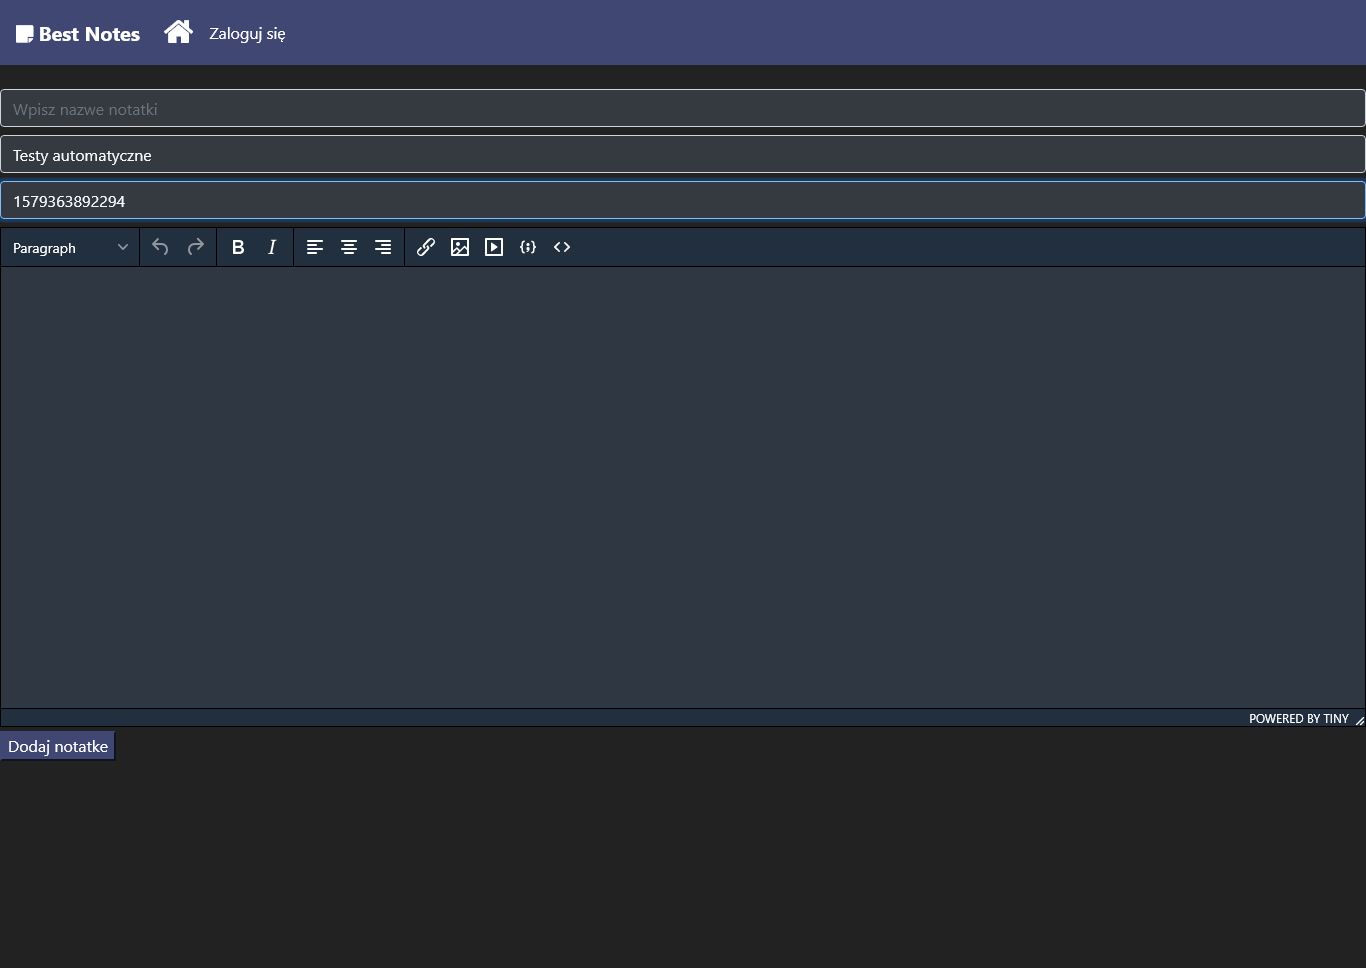 Best Notes Zaloguj się
Wpisz nazwe notatki
Testy automatyczne
1579363892294
Paragraph B I
POWERED BY TINY
Dodaj notatke